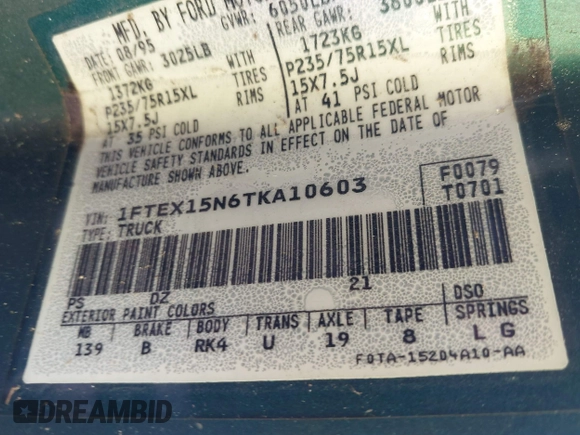 MFD. BY FORD MOTO
DATE: 08/95 GVWR: 6050LB
FRONT GAWR: 3025LB REAR GAWR:
1372KG WITH 1723KG WITH
P235/75R15XL TIRES P235/75R15XL TIRES
15X7.5J RIMS 15X7.5J RIMS
AT 35 PSI COLD AT 41 PSI COLD
THIS VEHICLE CONFORMS TO ALL APPLICABLE FEDERAL MOTOR
VEHICLE SAFETY STANDARDS IN EFFECT ON THE DATE OF
MANUFACTURE SHOWN ABOVE.
VIN: 1FTEX15N6TKA10603 F0079
TYPE: TRUCK T0701
21
PS DZ
EXTERIOR PAINT COLORS DSO
WB BRAKE BODY TRANS AXLE TAPE SPRINGS
139 B RK4 U 19 8 L G
F0TA-15204A10-AA
DREAMBID